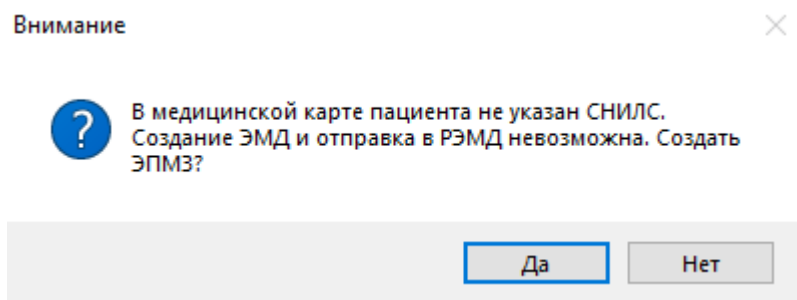 Внимание
В медицинской карте пациента не указан СНИЛС.
Создание ЭМД и отправка в РЭМД невозможна. Создать
ЭПМЗ?
Да Нет